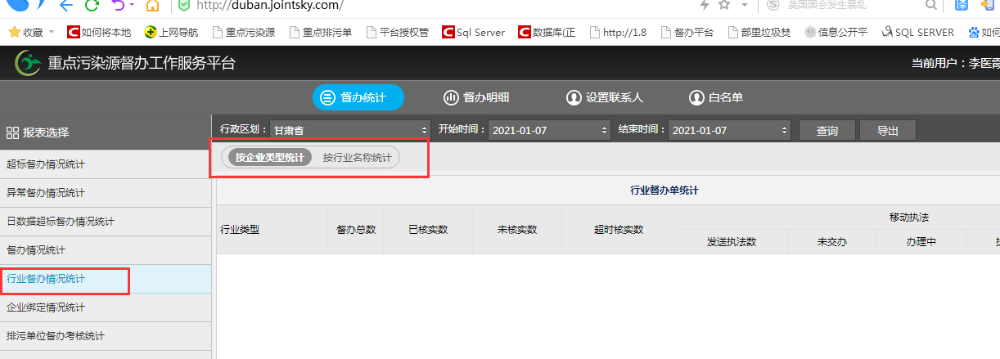 http://duban.jointsky.com/ 译 美国国会发生暴乱
收藏 如何将本地 上网导航 重点污染源 重点排污单 平台授权管 Sql Server 数据库(正 http://1.8 督办平台 部里垃圾焚 信息公开平 SQL SERVER 如何
重点污染源督办工作服务平台 当前用户：李医霞
督办统计 督办明细 设置联系人 白名单
报表选择
行政区划： 甘肃省 开始时间： 2021-01-07 结束时间： 2021-01-07 查询 导出
按企业类型统计 按行业名称统计
超标督办情况统计
异常督办情况统计
日数据超标督办情况统计
督办情况统计
行业督办情况统计
企业绑定情况统计
排污单位督办考核统计
行业督办单统计
行业类型 督办总数 已核实数 未核实数 超时核实数 移动执法
发送执法数 未交办 办理中